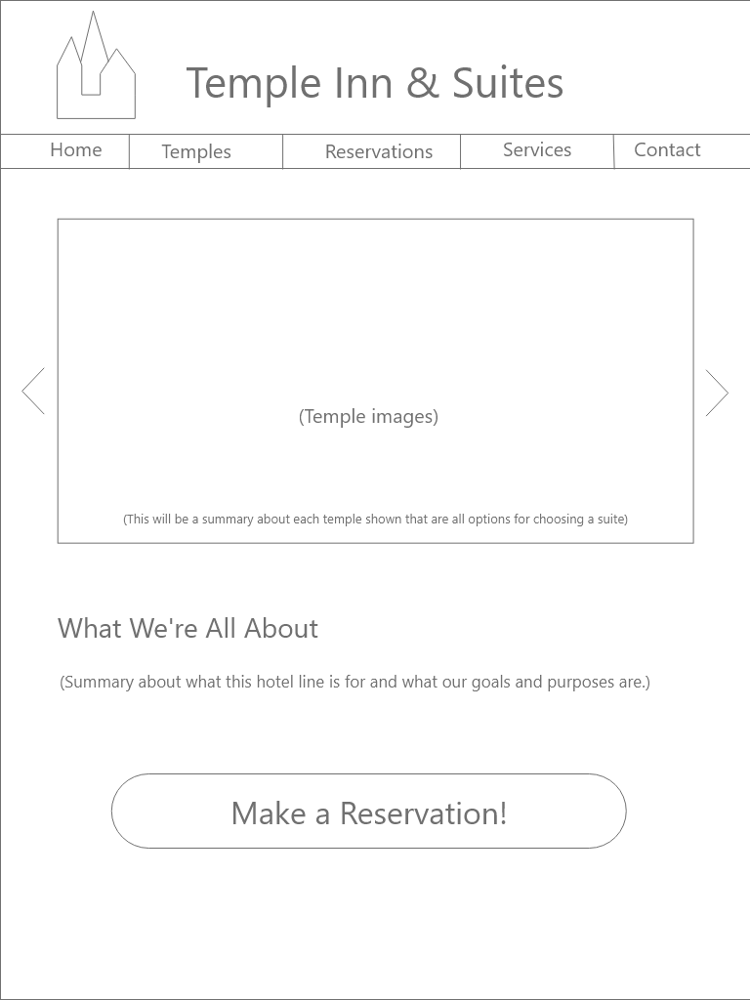 Temple Inn & Suites
Home Temples Reservations Services Contact
(Temple images)
(This will be a summary about each temple shown that are all options for choosing a suite)
What We're All About
(Summary about what this hotel line is for and what our goals and purposes are.)
Make a Reservation!